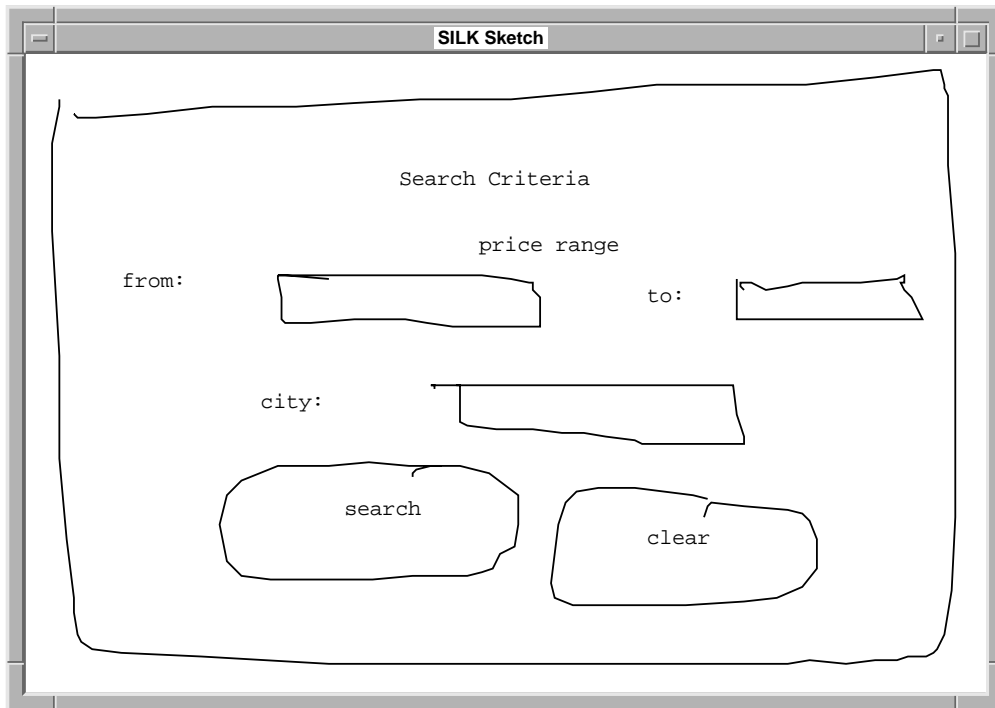 SILK Sketch
Search Criteria
price range
from: to:
city:
search clear